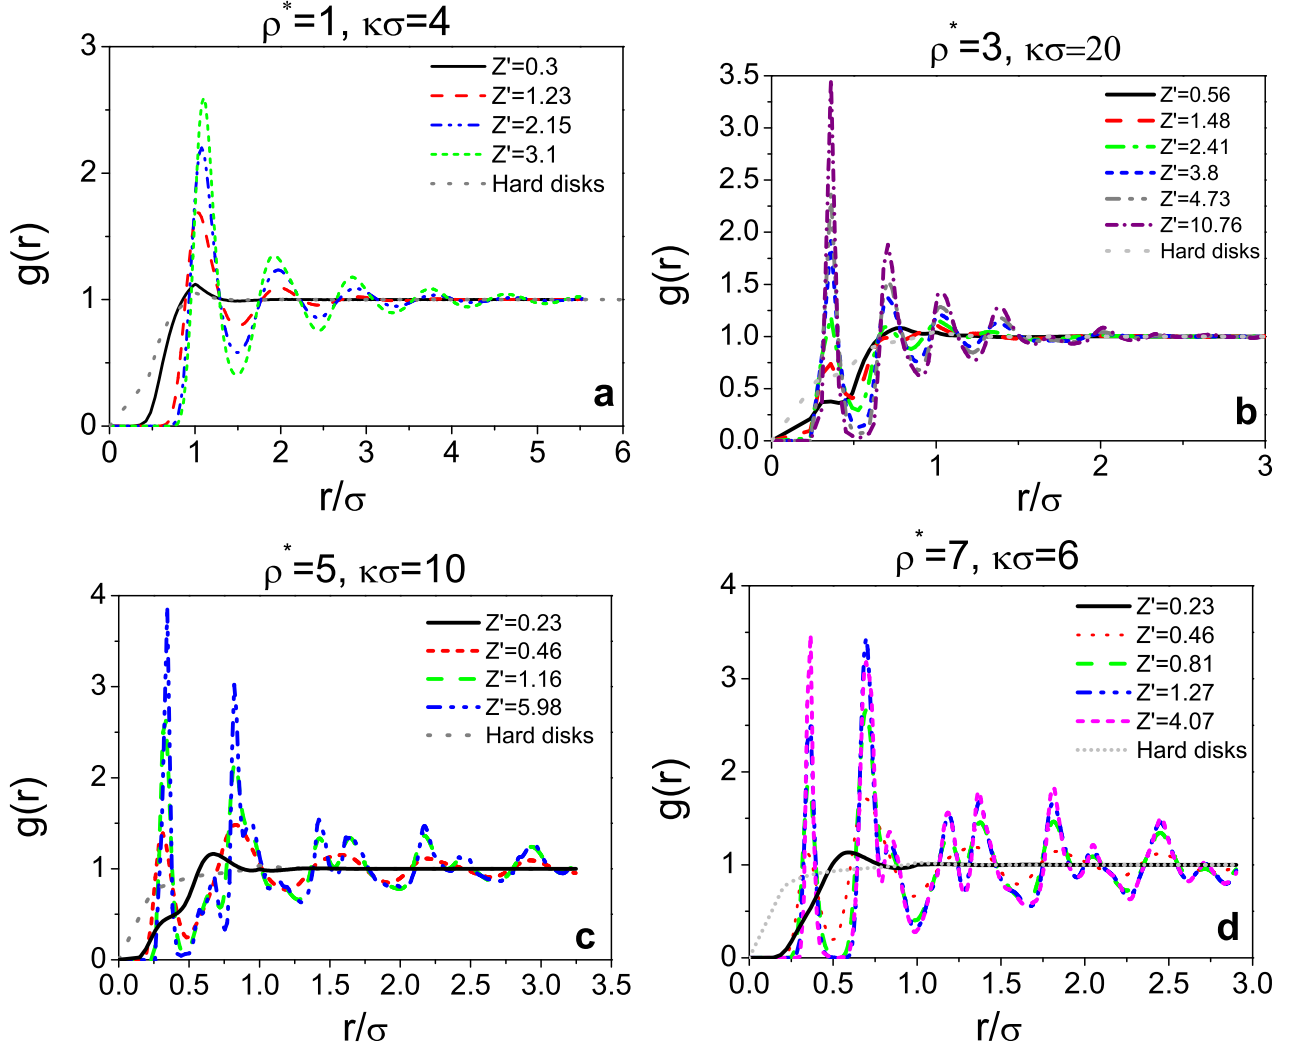 ρ*=1, κσ=4
3
2
1
0
0 1 2 3 4 5 6
g(r)
r/σ
Z'=0.3
Z'=1.23
Z'=2.15
Z'=3.1
Hard disks
a
ρ*=3, κσ=20
3.5
3.0
2.5
2.0
1.5
1.0
0.5
0.0
0 1 2 3
g(r)
r/σ
Z'=0.56
Z'=1.48
Z'=2.41
Z'=3.8
Z'=4.73
Z'=10.76
Hard disks
b
ρ*=5, κσ=10
4
3
2
1
0
0.0 0.5 1.0 1.5 2.0 2.5 3.0 3.5
g(r)
r/σ
Z'=0.23
Z'=0.46
Z'=1.16
Z'=5.98
Hard disks
c
ρ*=7, κσ=6
4
3
2
1
0
0.0 0.5 1.0 1.5 2.0 2.5 3.0
g(r)
r/σ
Z'=0.23
Z'=0.46
Z'=0.81
Z'=1.27
Z'=4.07
Hard disks
d